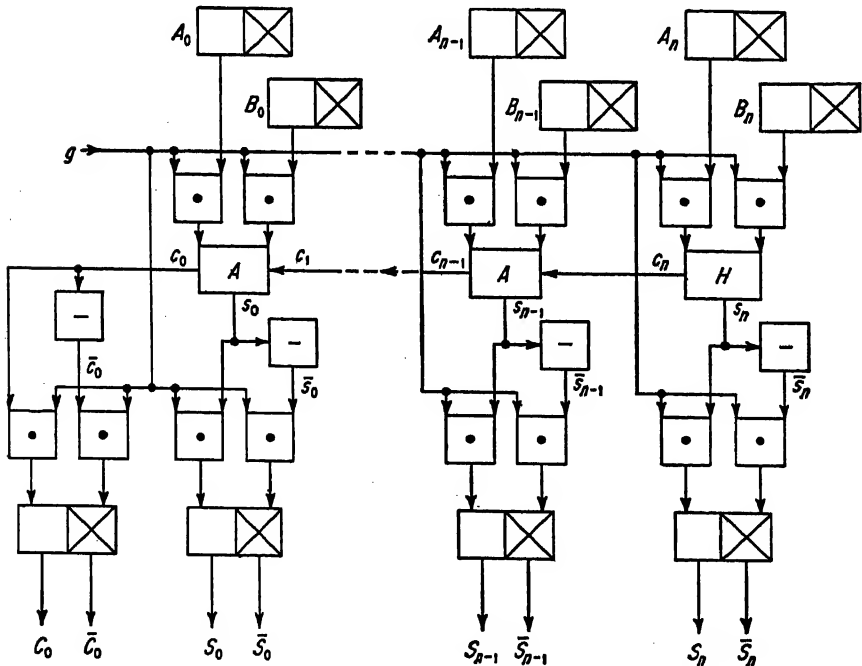 A₀ Aₙ₋₁ Aₙ
B₀ Bₙ₋₁ Bₙ
g
c₀ A c₁ cₙ₋₁ A cₙ H
s₀ sₙ₋₁ sₙ
c̄₀ s̄₀ s̄ₙ₋₁ s̄ₙ
C₀ C̄₀ S₀ S̄₀ Sₙ₋₁ S̄ₙ₋₁ Sₙ S̄ₙ